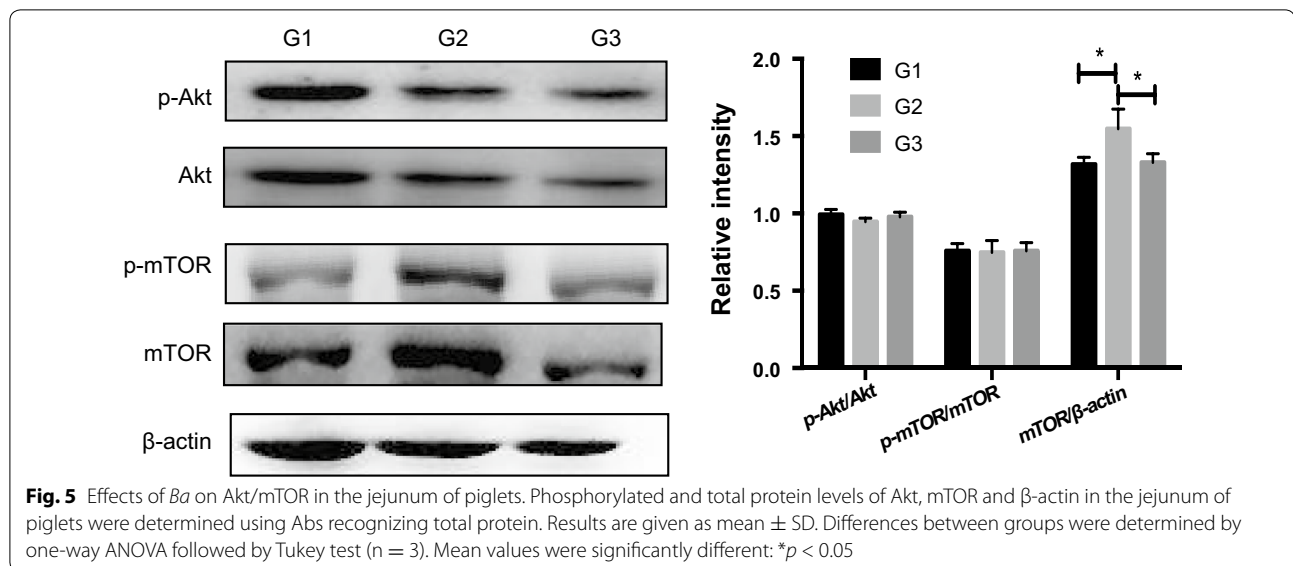 G1 G2 G3
p-Akt
Akt
p-mTOR
mTOR
β-actin
2.0
1.5
1.0
0.5
0.0
Relative intensity
G1
G2
G3
*
*
p-Akt/Akt
p-mTOR/mTOR
mTOR/β-actin
Fig. 5 Effects of Ba on Akt/mTOR in the jejunum of piglets. Phosphorylated and total protein levels of Akt, mTOR and β-actin in the jejunum of
piglets were determined using Abs recognizing total protein. Results are given as mean ± SD. Differences between groups were determined by
one-way ANOVA followed by Tukey test (n = 3). Mean values were significantly different: *p < 0.05